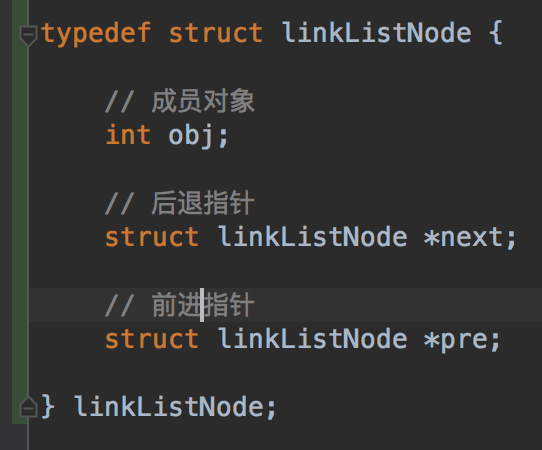 typedef struct linkListNode {
// 成员对象
int obj;
// 后退指针
struct linkListNode *next;
// 前进指针
struct linkListNode *pre;
} linkListNode;